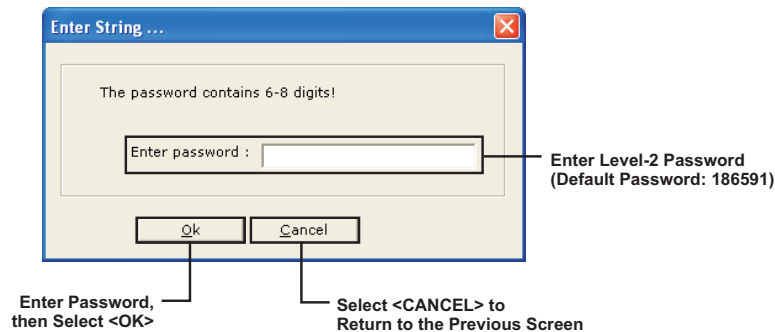 Enter String ...
The password contains 6-8 digits!
Enter password :
Enter Level-2 Password
(Default Password: 186591)
Ok
Cancel
Enter Password,
then Select <OK>
Select <CANCEL> to
Return to the Previous Screen